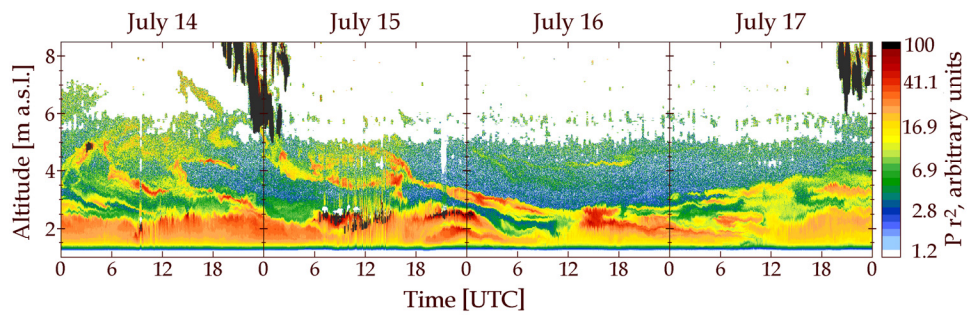 July 14 July 15 July 16 July 17
8
6
4
2
Altitude [m a.s.l.]
0 6 12 18 0 6 12 18 0 6 12 18 0 6 12 18 0
Time [UTC]
100
41.1
16.9
6.9
2.8
1.2
P r², arbitrary units